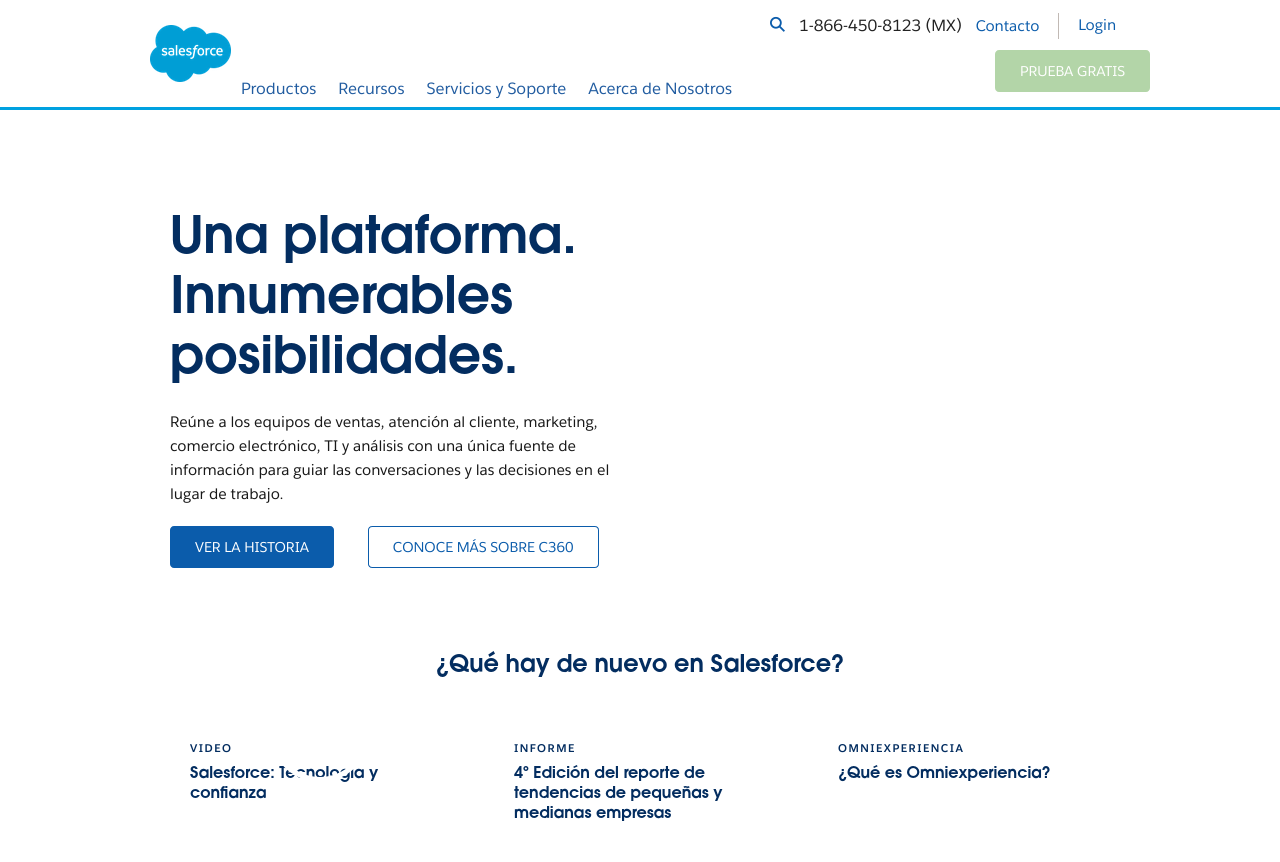 salesforce
1-866-450-8123 (MX)
Contacto
Login
PRUEBA GRATIS
Productos
Recursos
Servicios y Soporte
Acerca de Nosotros
Una plataforma.
Innumerables
posibilidades.
Reúne a los equipos de ventas, atención al cliente, marketing,
comercio electrónico, TI y análisis con una única fuente de
información para guiar las conversaciones y las decisiones en el
lugar de trabajo.
VER LA HISTORIA
CONOCE MÁS SOBRE C360
¿Qué hay de nuevo en Salesforce?
VIDEO
Salesforce: Tecnología y
confianza
INFORME
4° Edición del reporte de
tendencias de pequeñas y
medianas empresas
OMNIEXPERIENCIA
¿Qué es Omniexperiencia?